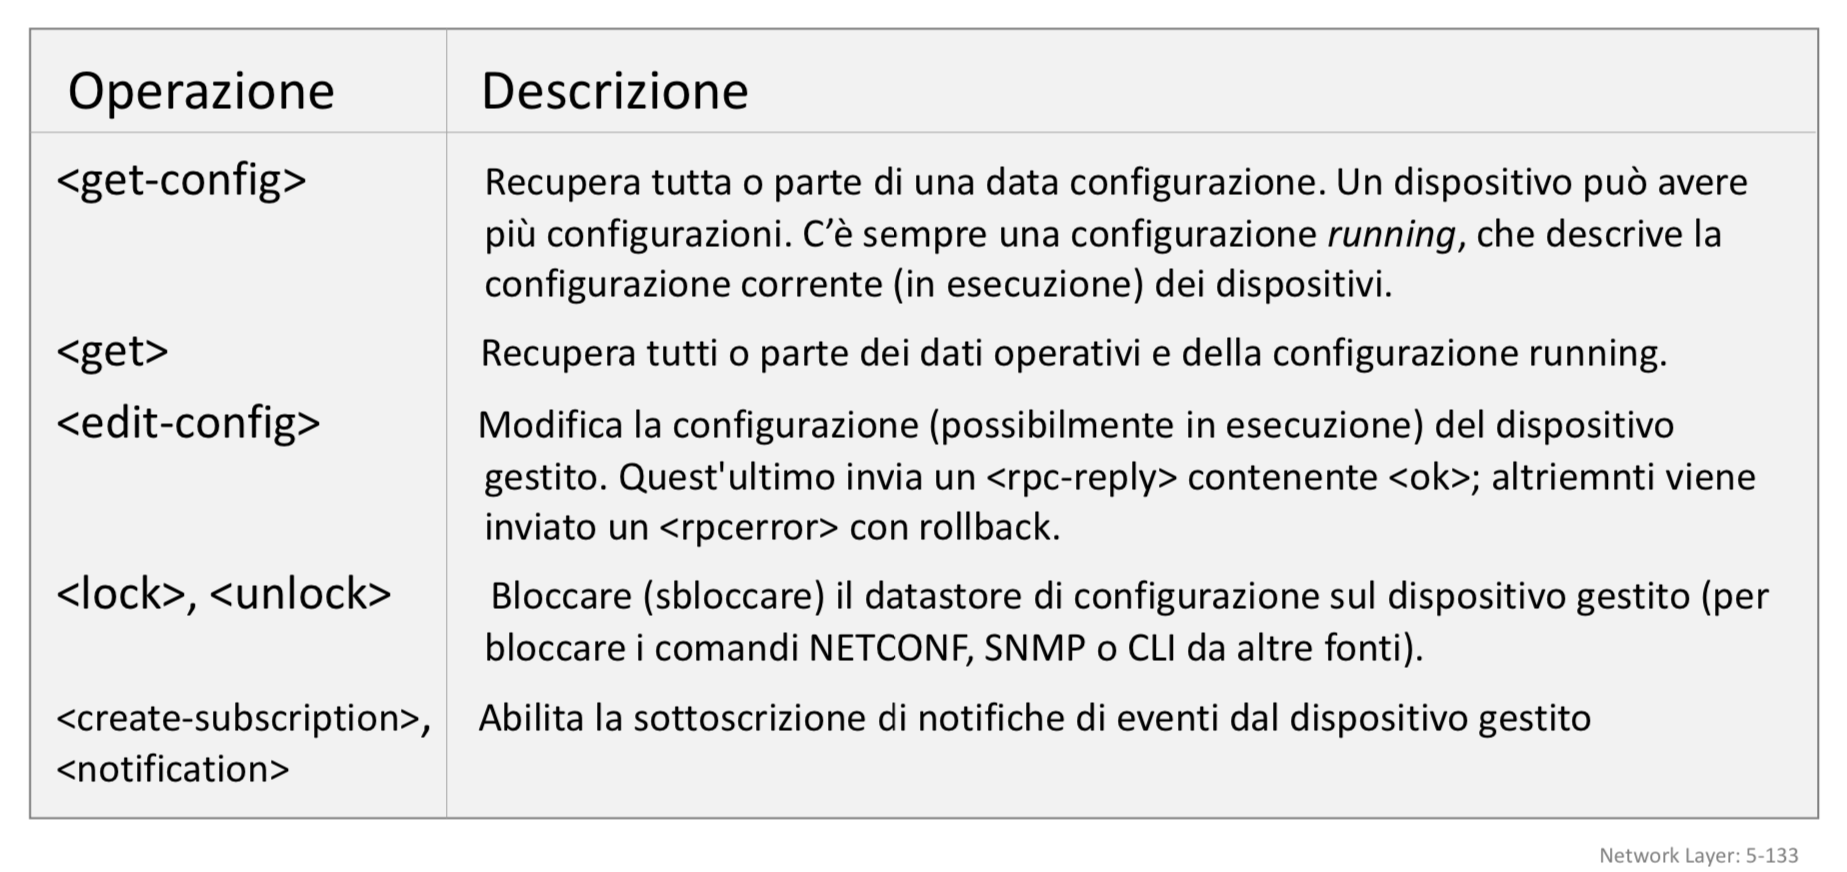 Operazione Descrizione
<get-config> Recupera tutta o parte di una data configurazione. Un dispositivo può avere
più configurazioni. C’è sempre una configurazione running, che descrive la
configurazione corrente (in esecuzione) dei dispositivi.
<get> Recupera tutti o parte dei dati operativi e della configurazione running.
<edit-config> Modifica la configurazione (possibilmente in esecuzione) del dispositivo
gestito. Quest'ultimo invia un <rpc-reply> contenente <ok>; altriemnti viene
inviato un <rpcerror> con rollback.
<lock>, <unlock> Bloccare (sbloccare) il datastore di configurazione sul dispositivo gestito (per
bloccare i comandi NETCONF, SNMP o CLI da altre fonti).
<create-subscription>, Abilita la sottoscrizione di notifiche di eventi dal dispositivo gestito
<notification>
Network Layer: 5-133